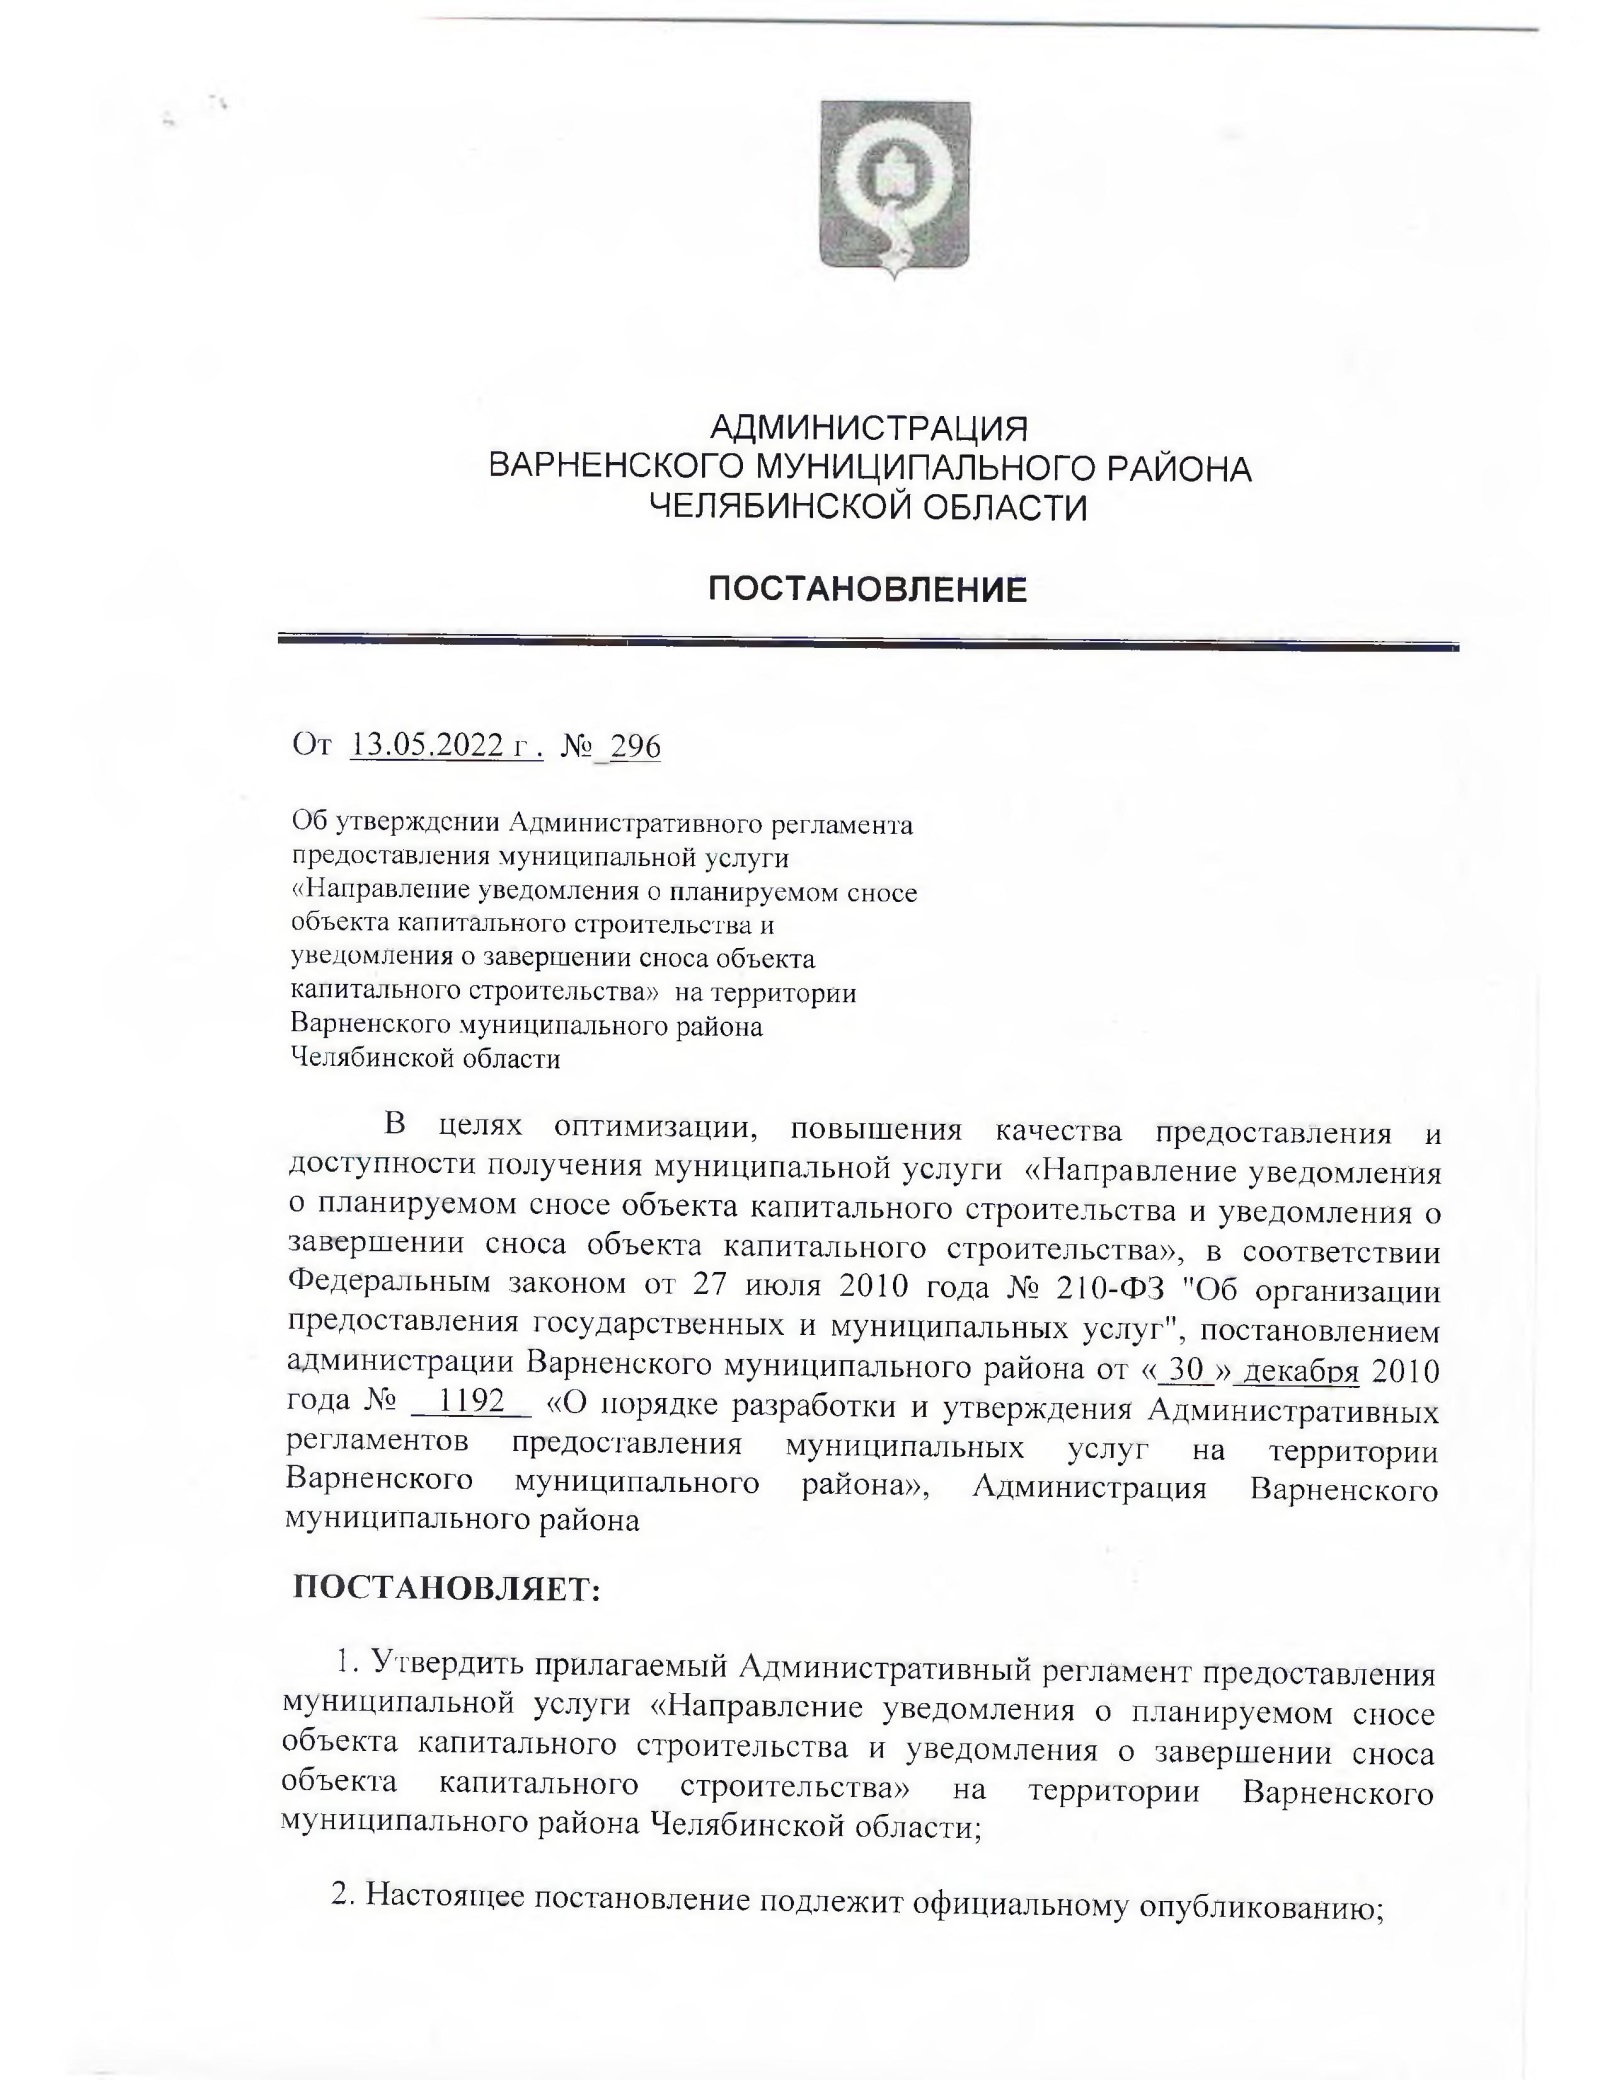 АДМИНИСТРАЦИЯ
ВАРНЕНСКОГО МУНИЦИПАЛЬНОГО РАЙОНА
ЧЕЛЯБИНСКОЙ ОБЛАСТИ
ПОСТАНОВЛЕНИЕ
От 13.05.2022 г . №_296
Об утверждении Административного регламента
предоставления муниципальной услуги
«Направление уведомления о планируемом сносе
объекта капитального строительства и
уведомления о завершении сноса объекта
капитального строительства» на территории
Варненского муниципального района
Челябинской области
В целях оптимизации, повышения качества предоставления и
доступности получения муниципальной услуги «Направление уведомления
о планируемом сносе объекта капитального строительства и уведомления о
завершении сноса объекта капитального строительства», в соответствии
Федеральным законом от 27 июля 2010 года № 210-ФЗ "Об организации
предоставления государственных и муниципальных услуг", постановлением
администрации Варненского муниципального района от «_30_»_декабря 2010
года № __1192__ «О порядке разработки и утверждения Административных
регламентов предоставления муниципальных услуг на территории
Варненского муниципального района», Администрация Варненского
муниципального района
ПОСТАНОВЛЯЕТ:
1. Утвердить прилагаемый Административный регламент предоставления
муниципальной услуги «Направление уведомления о планируемом сносе
объекта капитального строительства и уведомления о завершении сноса
объекта капитального строительства» на территории Варненского
муниципального района Челябинской области;
2. Настоящее постановление подлежит официальному опубликованию;